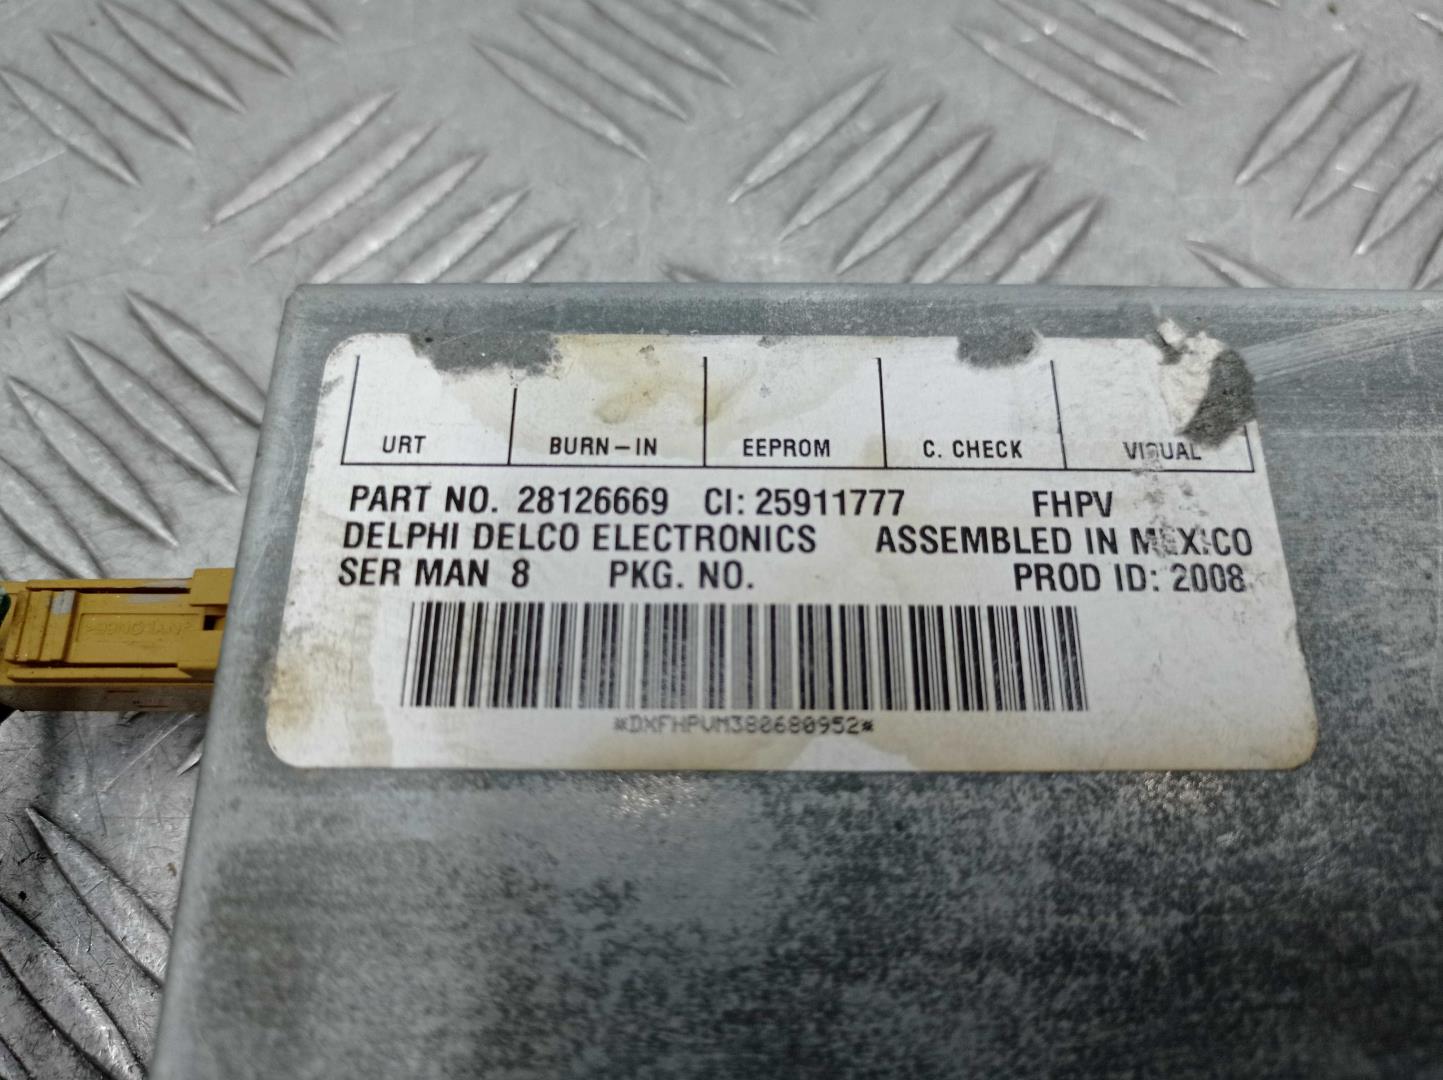 URT BURN-IN EEPROM C. CHECK VISUAL
PART NO. 28126669 CI: 25911777 FHPV
DELPHI DELCO ELECTRONICS ASSEMBLED IN MEXICO
SER MAN 8 PKG. NO. PROD ID: 2008
*DXFHPVM380680952*